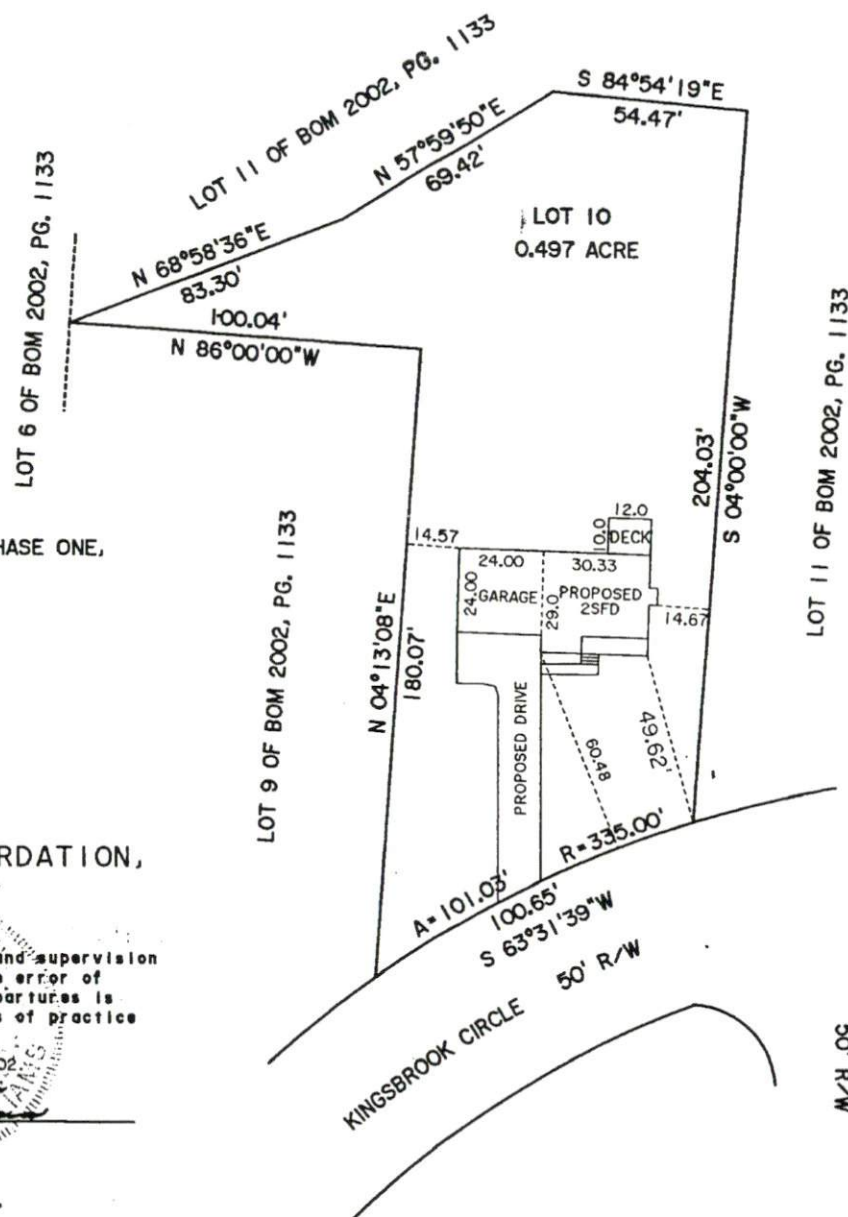 LOT 11 OF BOM 2002, PG. 1133
S 84°54'19"E
54.47'
N 57°59'50"E
69.42'
LOT 6 OF BOM 2002, PG. 1133
N 68°58'36"E
83.30'
LOT 10
0.497 ACRE
100.04'
N 86°00'00"W
LOT 11 OF BOM 2002, PG. 1133
204.03'
S 04°00'00"W
HASE ONE,
LOT 9 OF BOM 2002, PG. 1133
N 04°13'08"E
180.07'
14.57
12.0
10.0
DECK
24.00
30.33
24.00
GARAGE
29.0
PROPOSED
2SFD
14.67
PROPOSED DRIVE
60.48
49.62'
RDATION,
A=101.03'
R=335.00'
100.65'
S 63°31'39"W
and supervision
error of
partures is
s of practice
02
KINGSBROOK CIRCLE 50' R/W
50' R/W